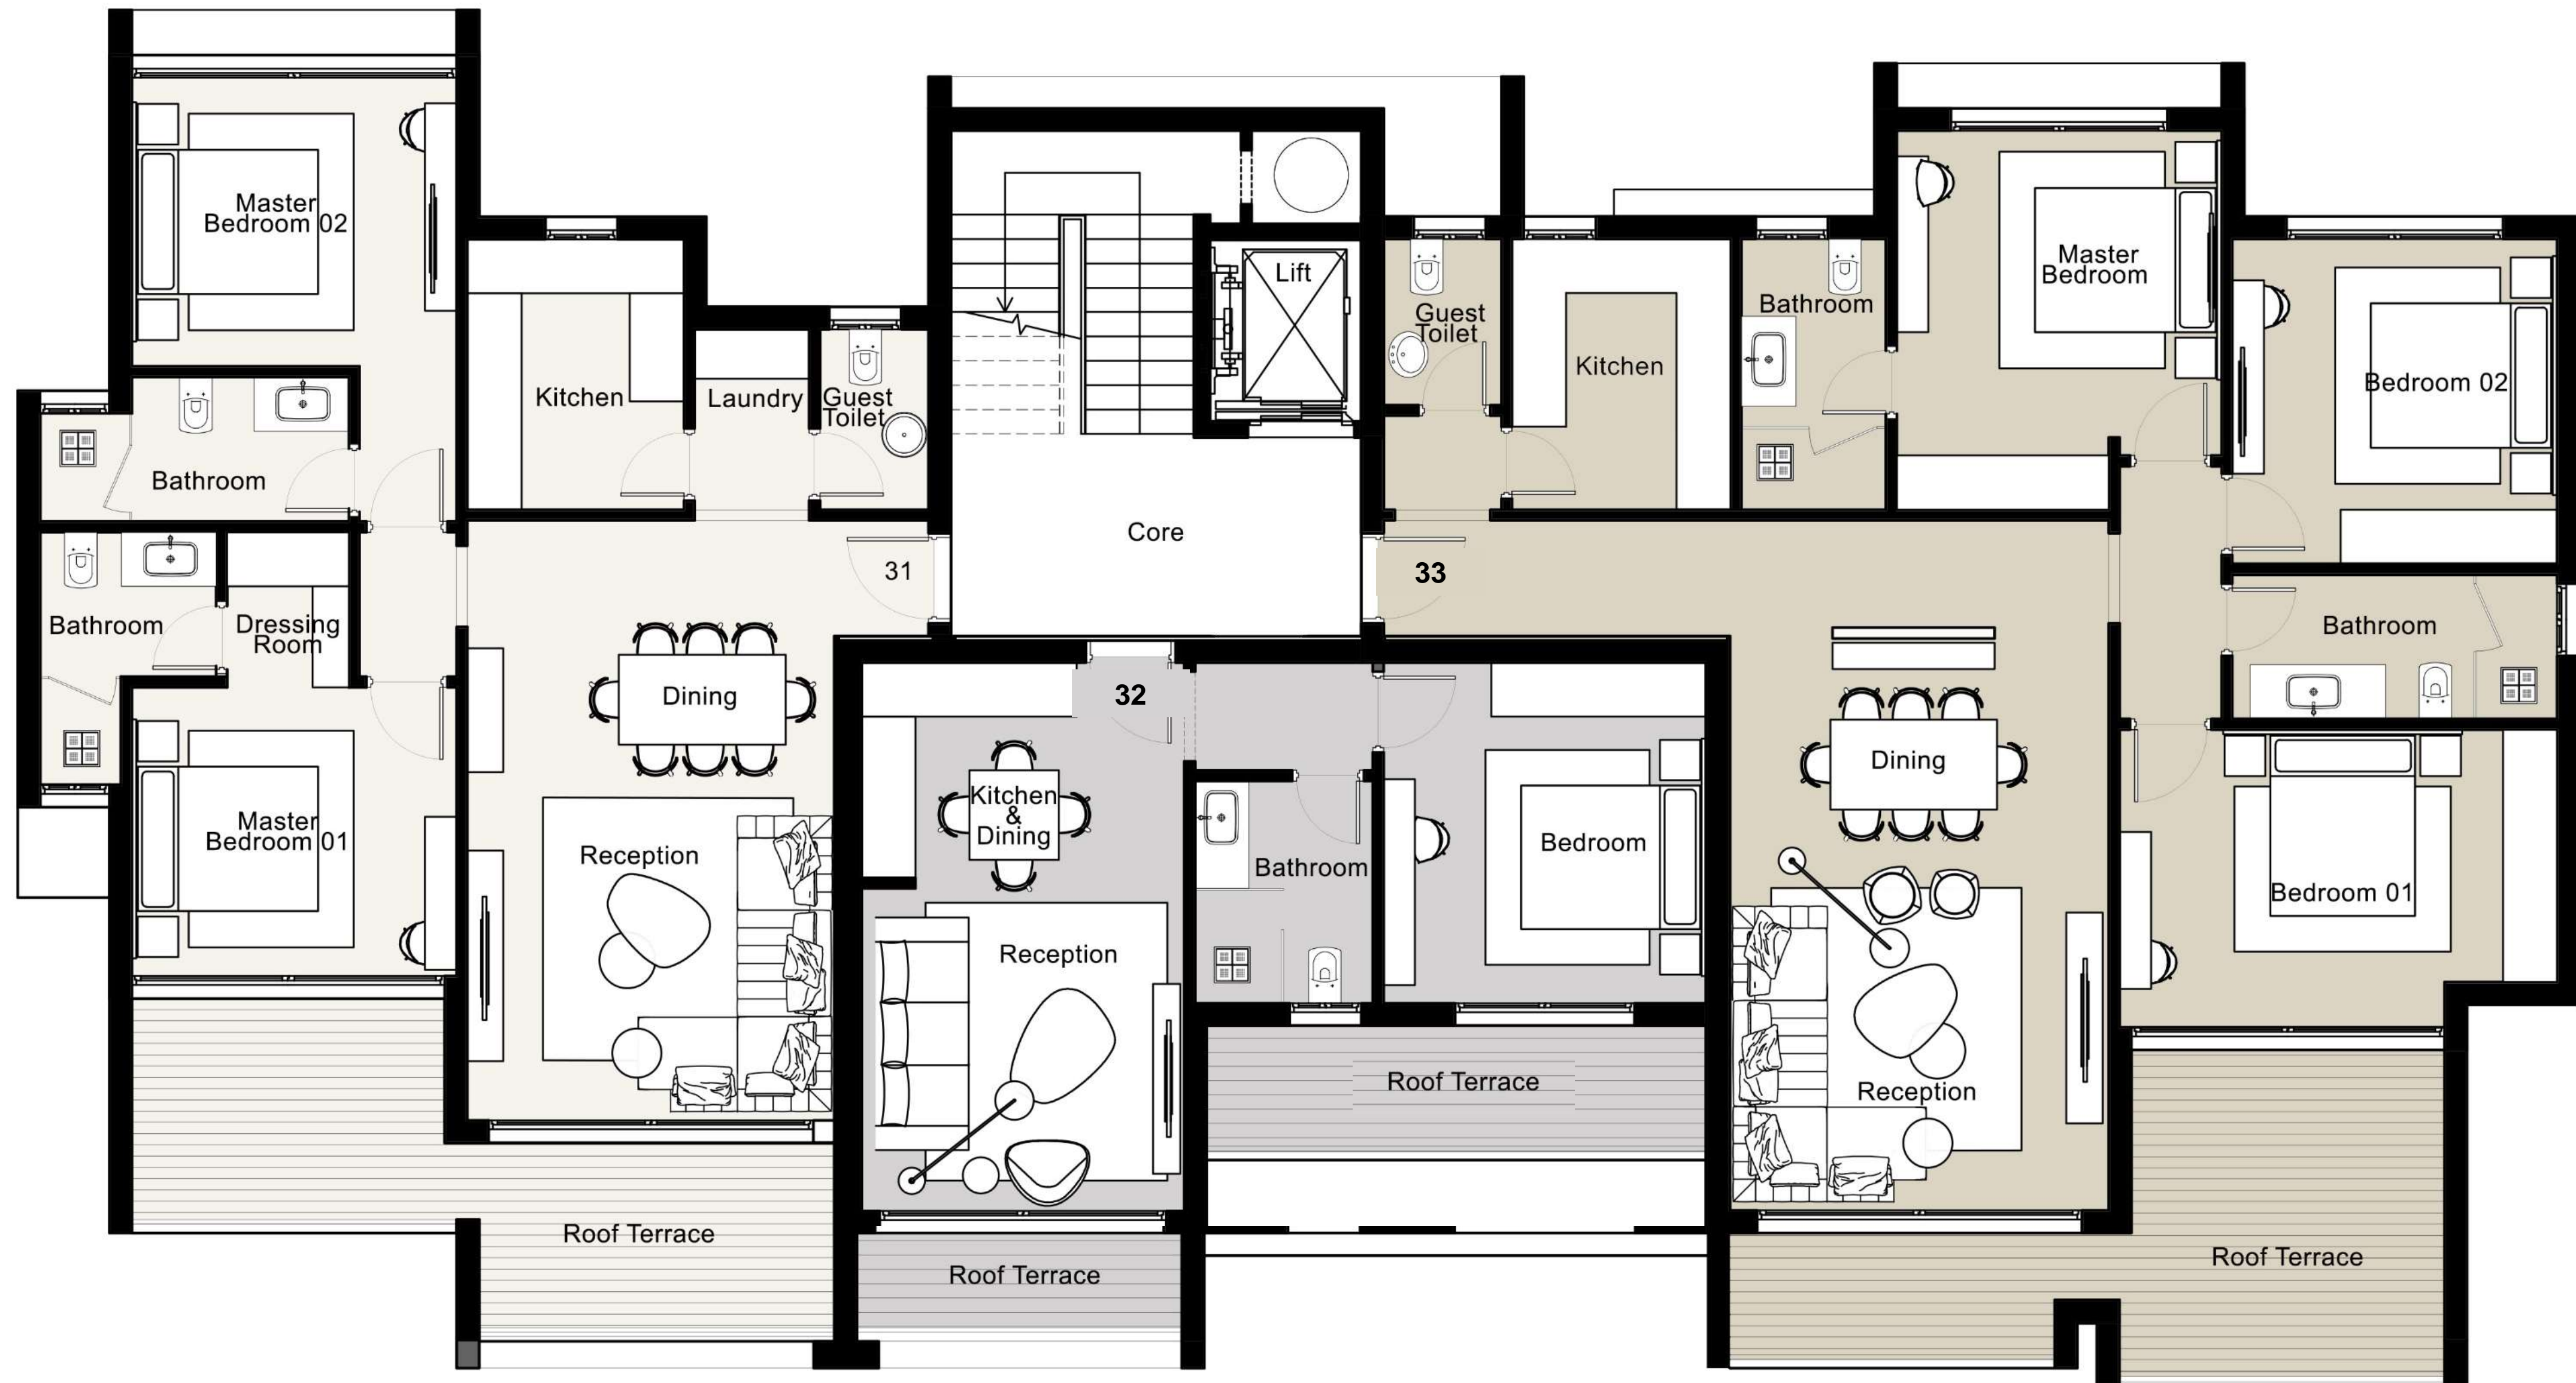 Master
Bedroom 02
Kitchen
Laundry
Guest
Toilet
Bathroom
Bathroom
Dressing
Room
31
Dining
Master
Bedroom 01
Reception
Roof Terrace
Lift
Core
32
Kitchen
&
Dining
Reception
Bathroom
Bedroom
Roof Terrace
Roof Terrace
Guest
Toilet
Kitchen
Bathroom
Master
Bedroom
Bedroom 02
33
Bathroom
Dining
Bedroom 01
Reception
Roof Terrace